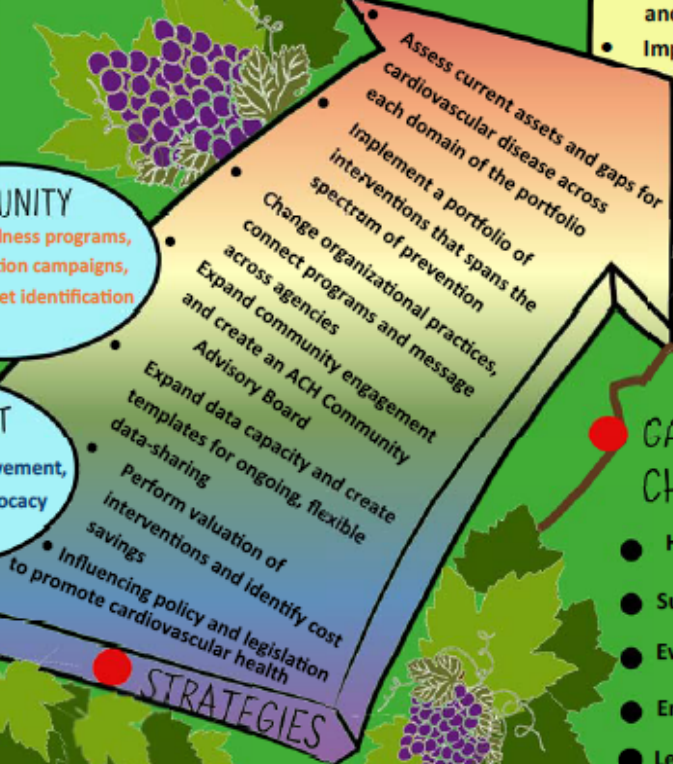 and
Imp
• Assess current assets and gaps for
cardiovascular disease across
each domain of the portfolio
• Implement a portfolio of
interventions that spans the
spectrum of prevention
• Change organizational practices,
connect programs and message
across agencies
• Expand community engagement
and create an ACH Community
Advisory Board
• Expand data capacity and create
templates for ongoing, flexible
data-sharing
• Perform valuation of
interventions and identify cost
savings
• Influencing policy and legislation
to promote cardiovascular health
STRATEGIES
UNITY
lness programs,
tion campaigns,
et identification
T
vement,
ocacy
GA
CH
• H
• Su
• Ev
• En
• Le